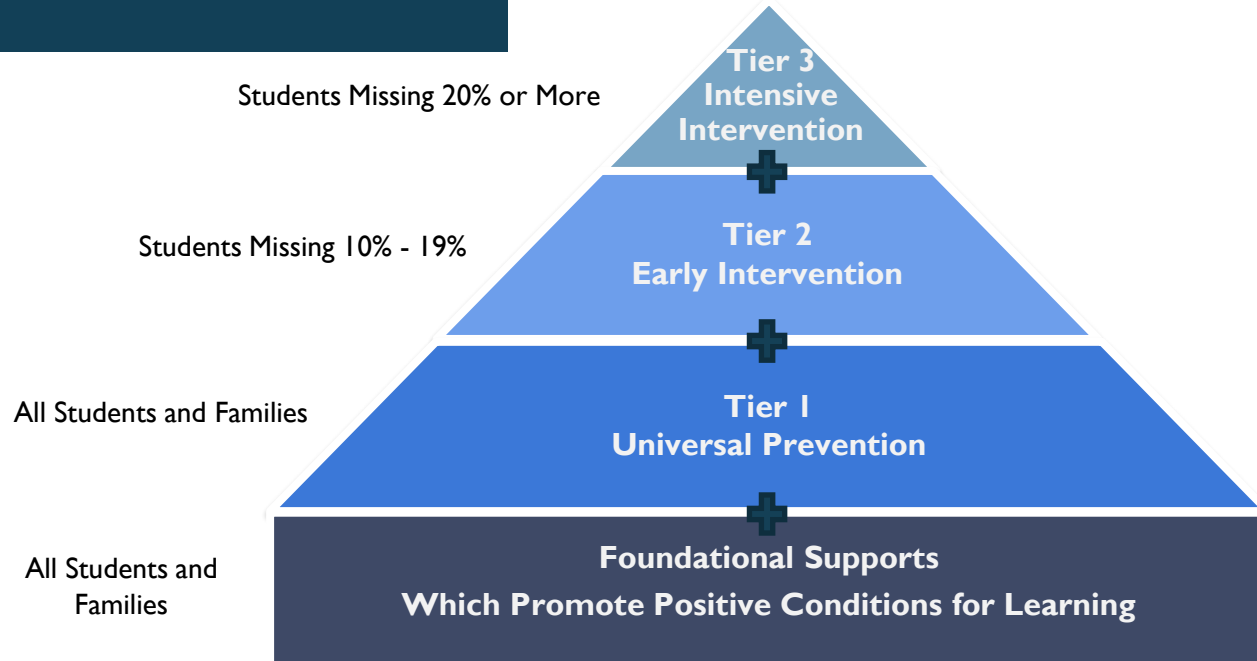 Students Missing 20% or More
Tier 3
Intensive
Intervention
Students Missing 10% - 19%
Tier 2
Early Intervention
All Students and Families
Tier 1
Universal Prevention
All Students and
Families
Foundational Supports
Which Promote Positive Conditions for Learning